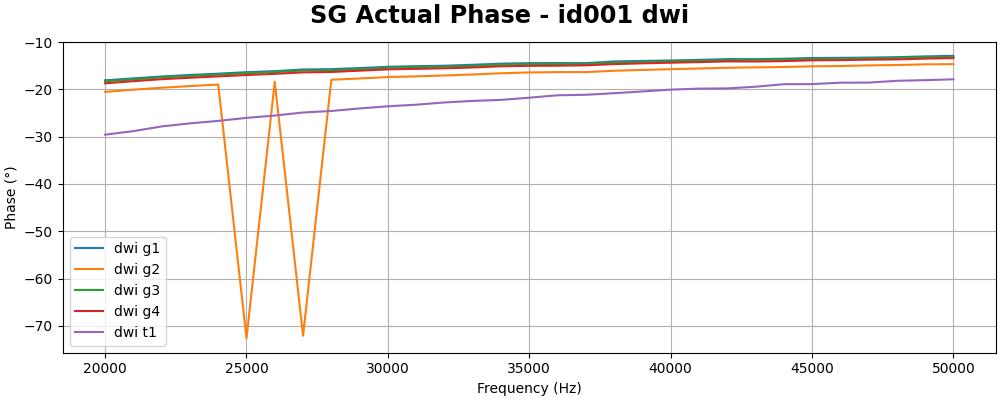 SG Actual Phase - id001 dwi
−10
−20
−30
−40
−50
−60
−70
Phase (°)
dwi g1
dwi g2
dwi g3
dwi g4
dwi t1
20000 25000 30000 35000 40000 45000 50000
Frequency (Hz)